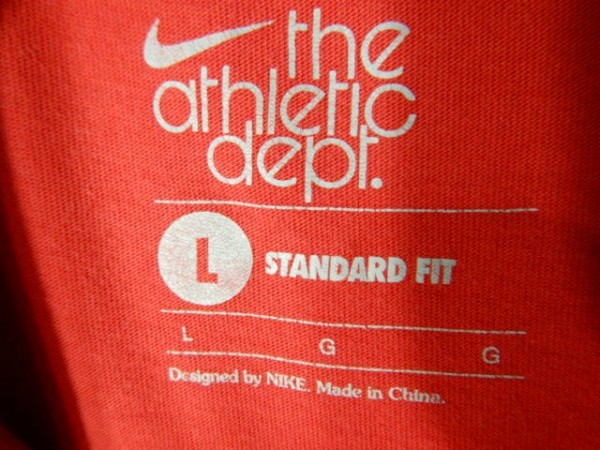 the
athletic
dept.
L STANDARD FIT
L G G
Designed by NIKE. Made in China.